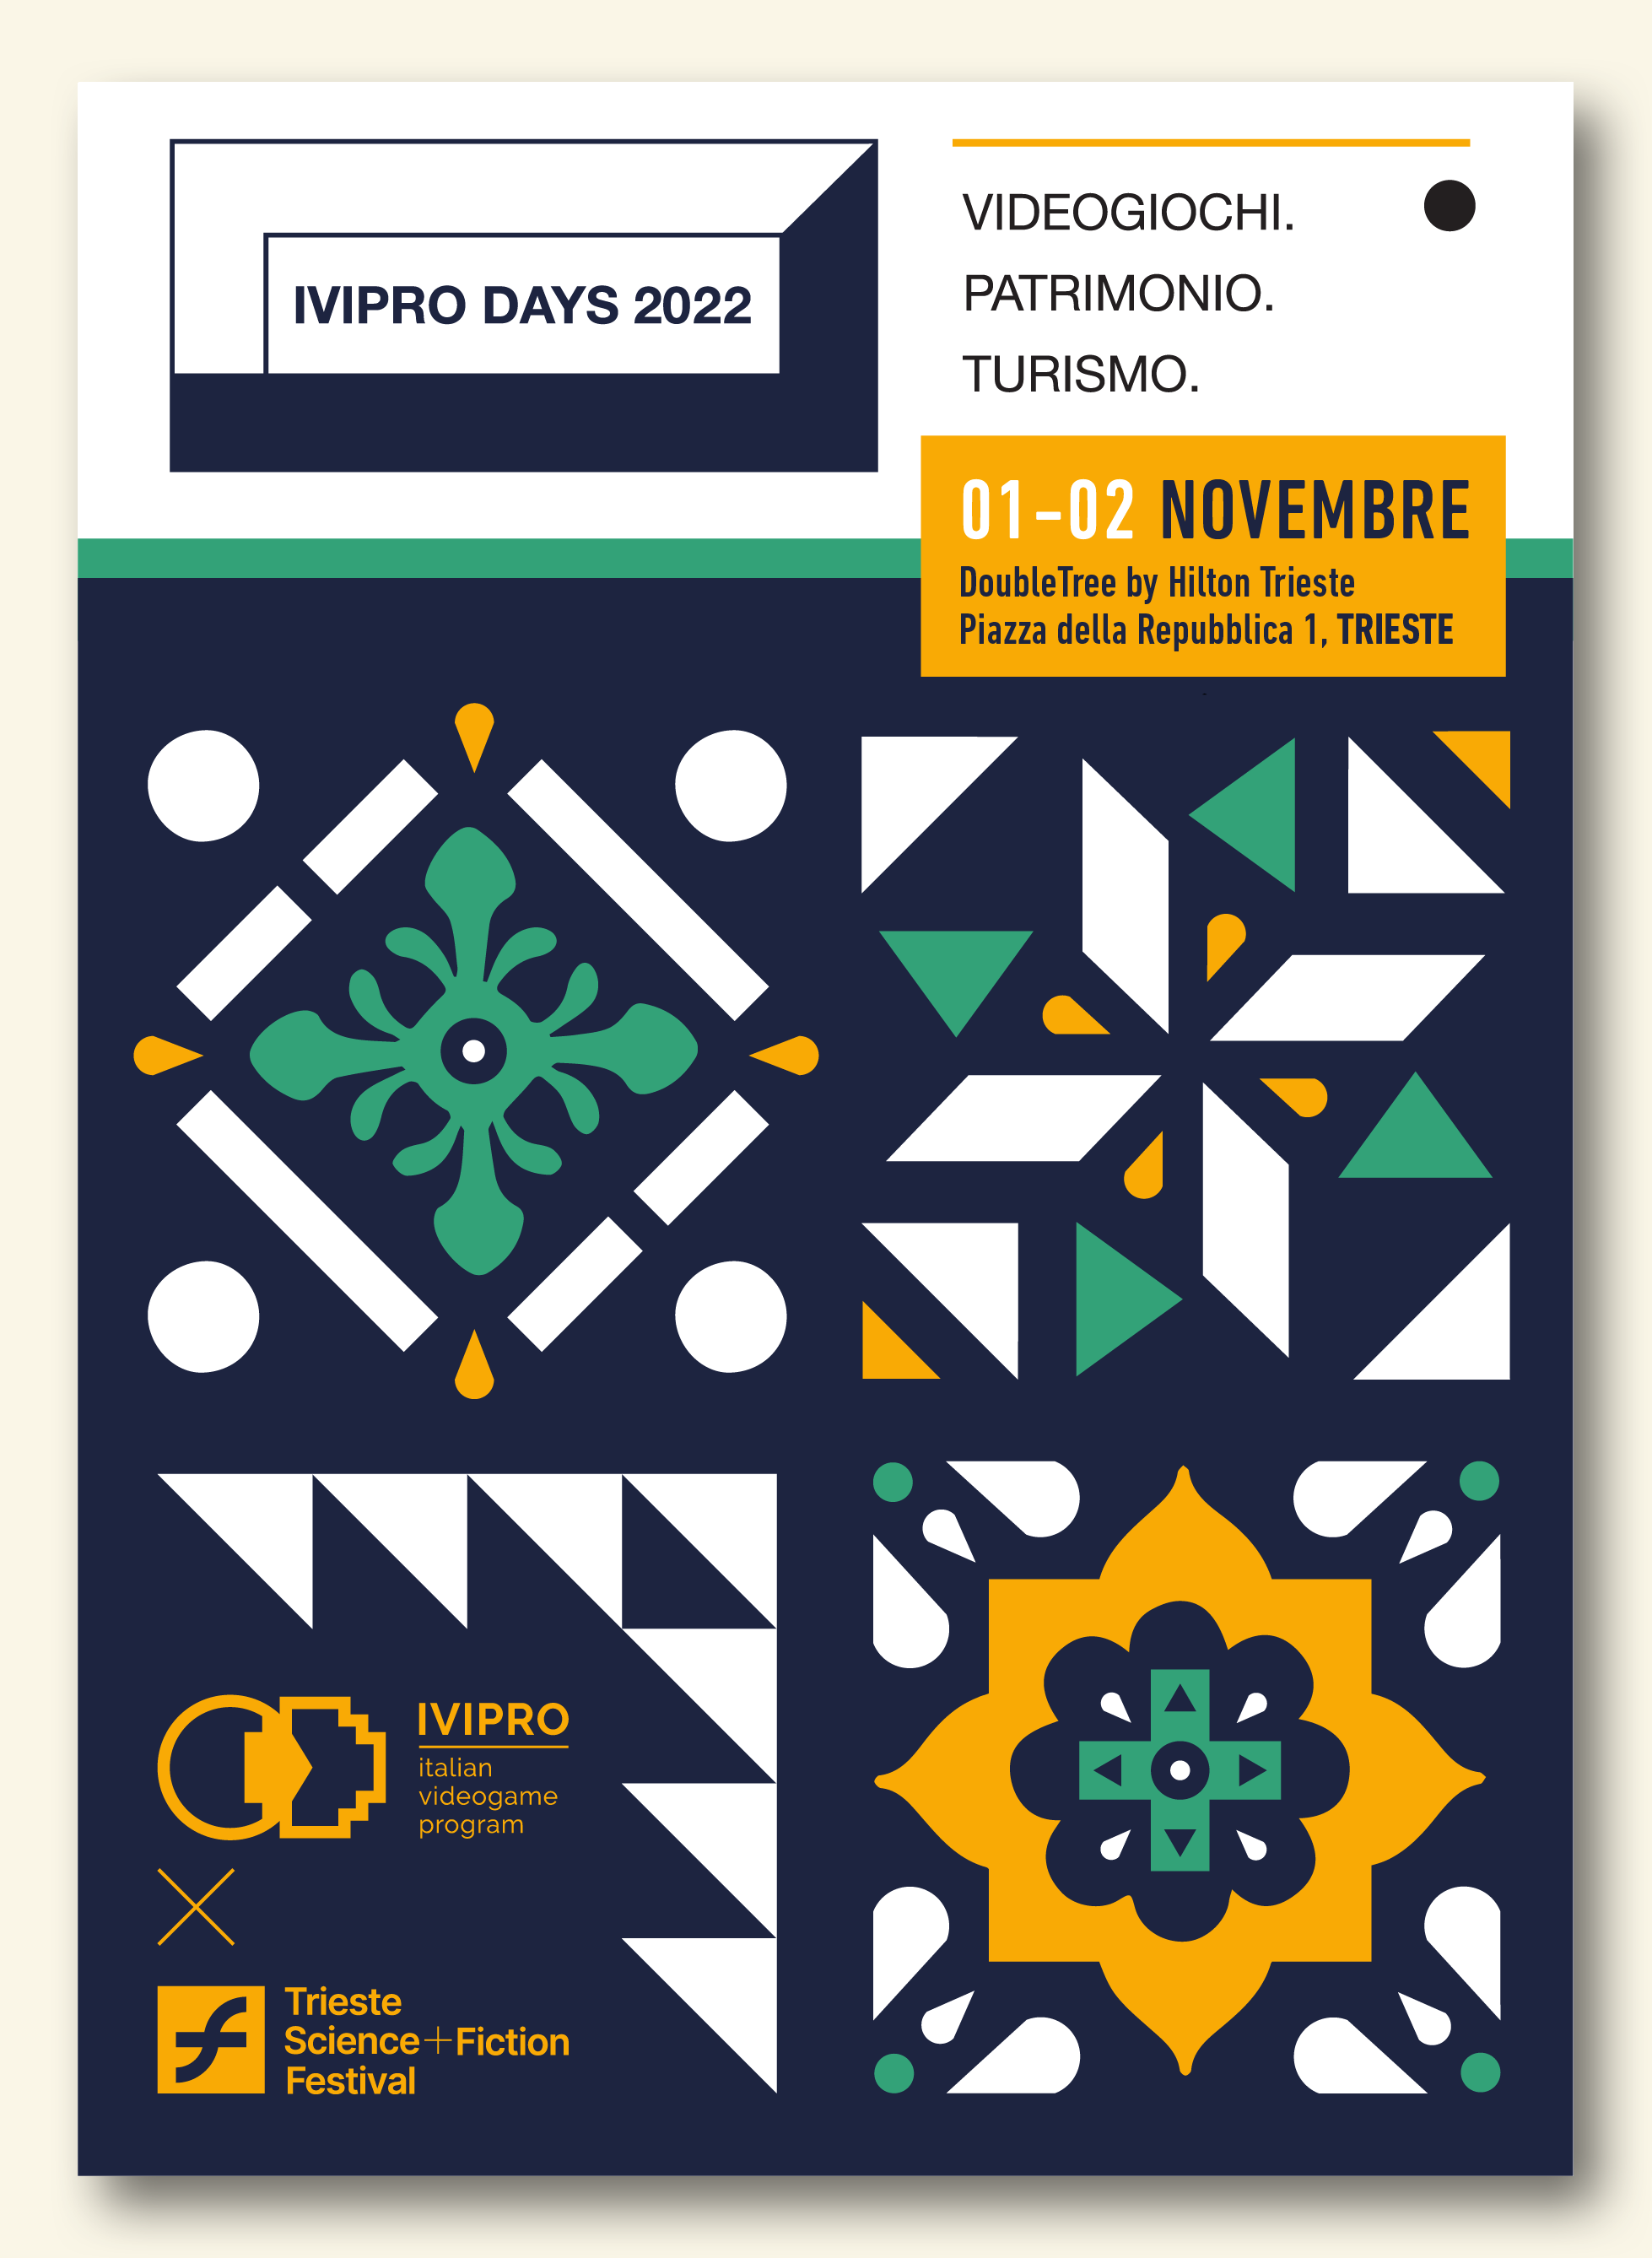 IVIPRO DAYS 2022
VIDEOGIOCHI.
PATRIMONIO.
TURISMO.
01-02 NOVEMBRE
DoubleTree by Hilton Trieste
Piazza della Repubblica 1, TRIESTE
IVIPRO
italian
videogame
program
Trieste
Science+Fiction
Festival